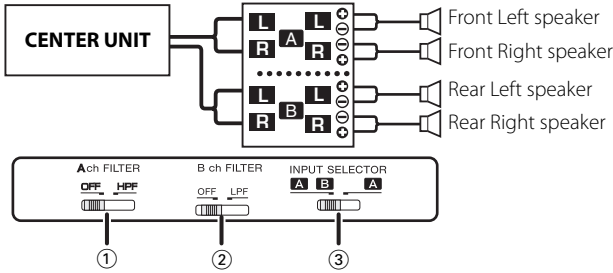 CENTER UNIT
L L ⊕ Front Left speaker
A ⊖
R R ⊖ Front Right speaker
⊕
L L ⊕ Rear Left speaker
B ⊖
R R ⊖ Rear Right speaker
⊕
A ch FILTER B ch FILTER INPUT SELECTOR
OFF HPF OFF LPF A B A
① ② ③